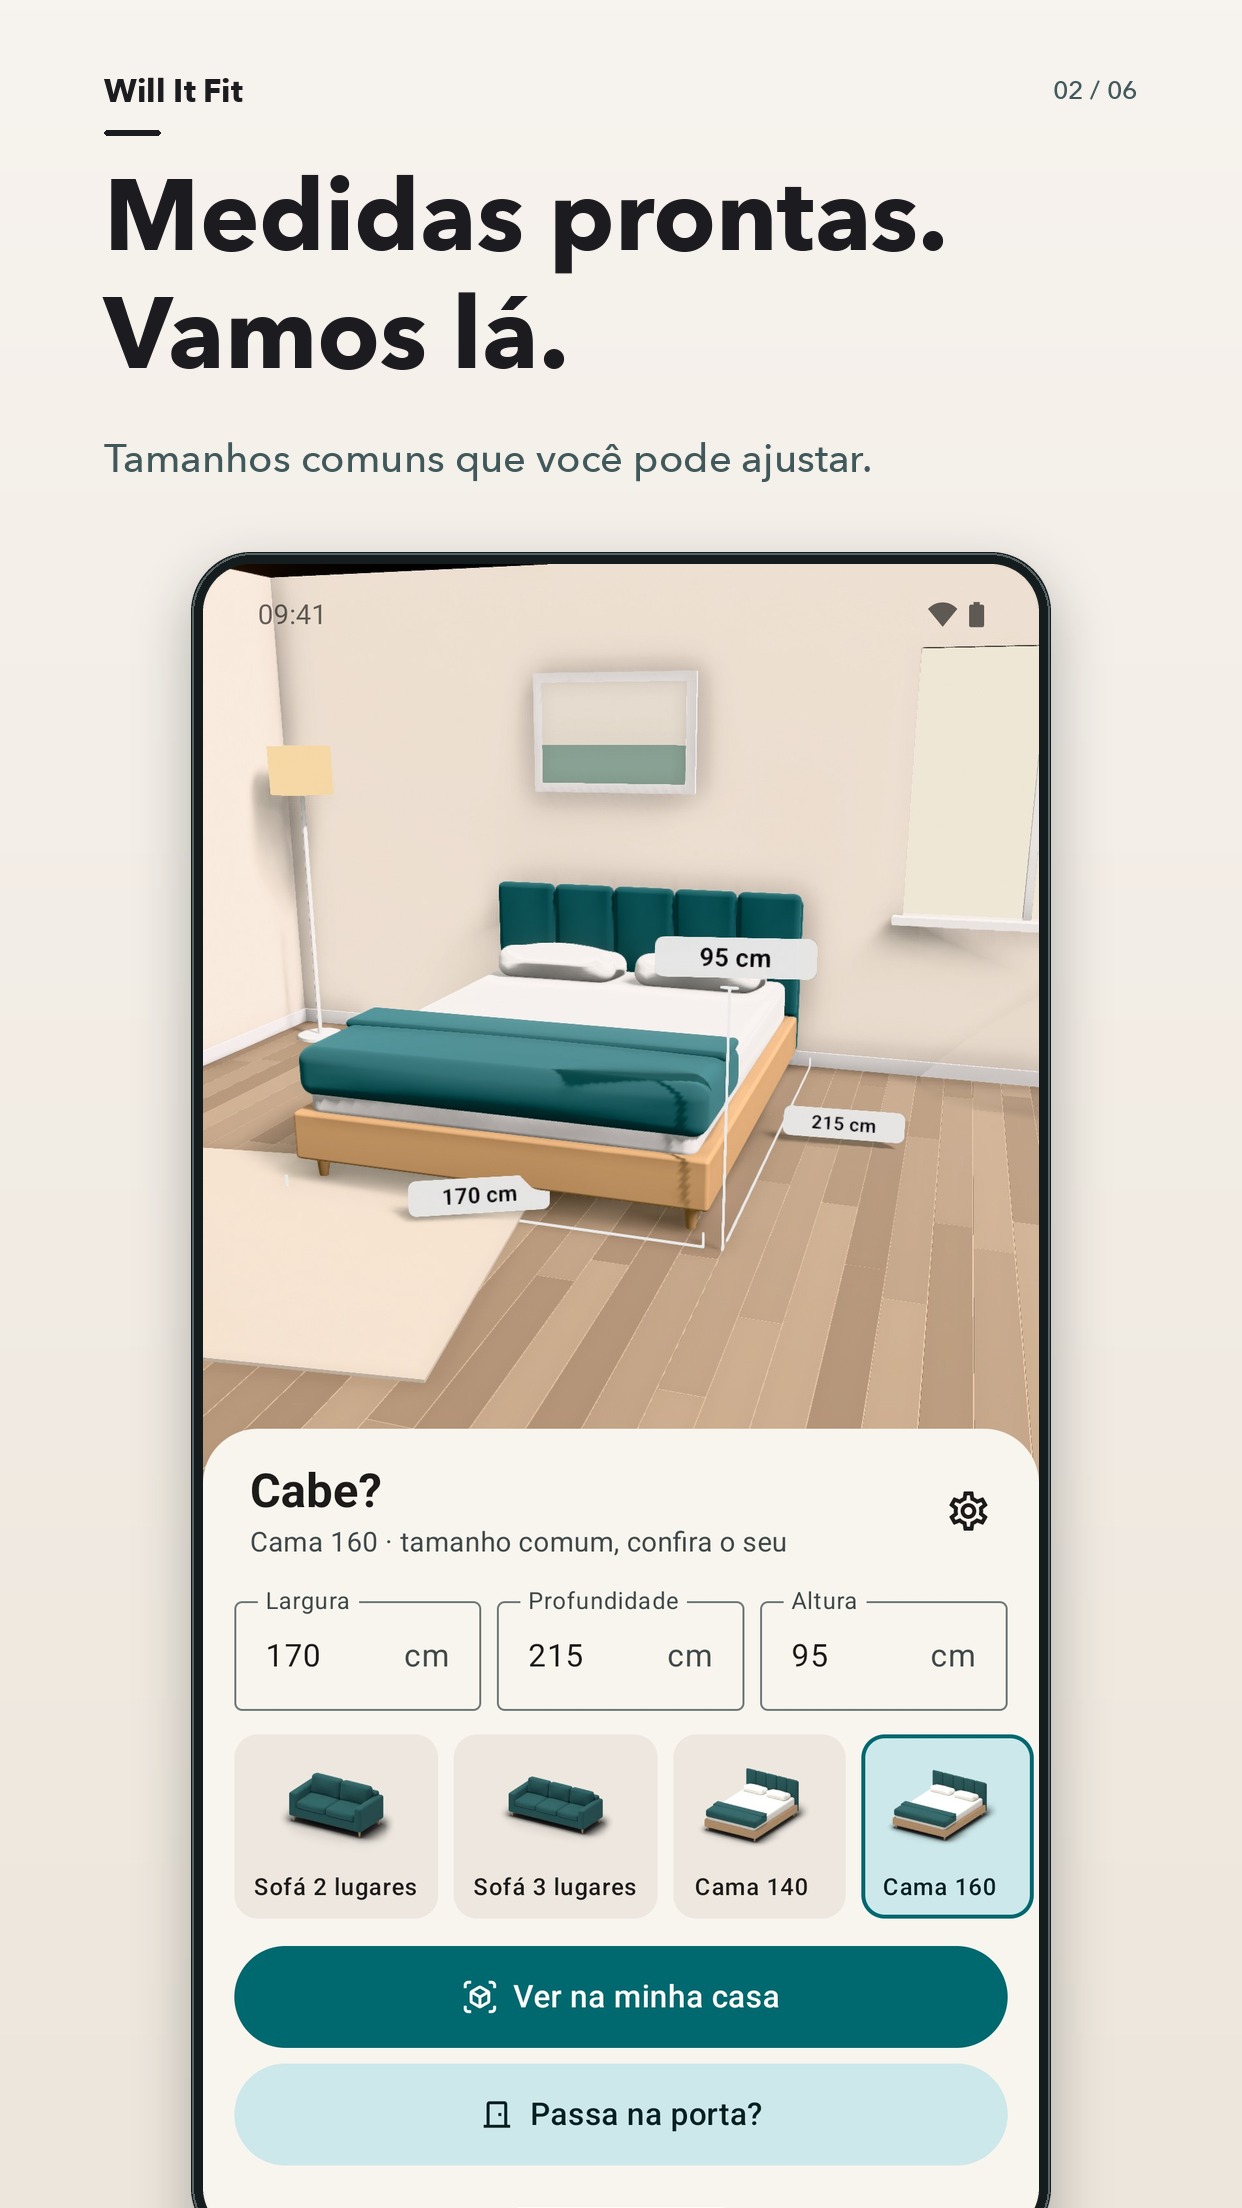 Will It Fit
02 / 06
Medidas prontas.
Vamos lá.
Tamanhos comuns que você pode ajustar.
09:41
95 cm
215 cm
170 cm
Cabe?
Cama 160 · tamanho comum, confira o seu
Largura
Profundidade
Altura
170 cm
215 cm
95 cm
Sofá 2 lugares
Sofá 3 lugares
Cama 140
Cama 160
Ver na minha casa
Passa na porta?